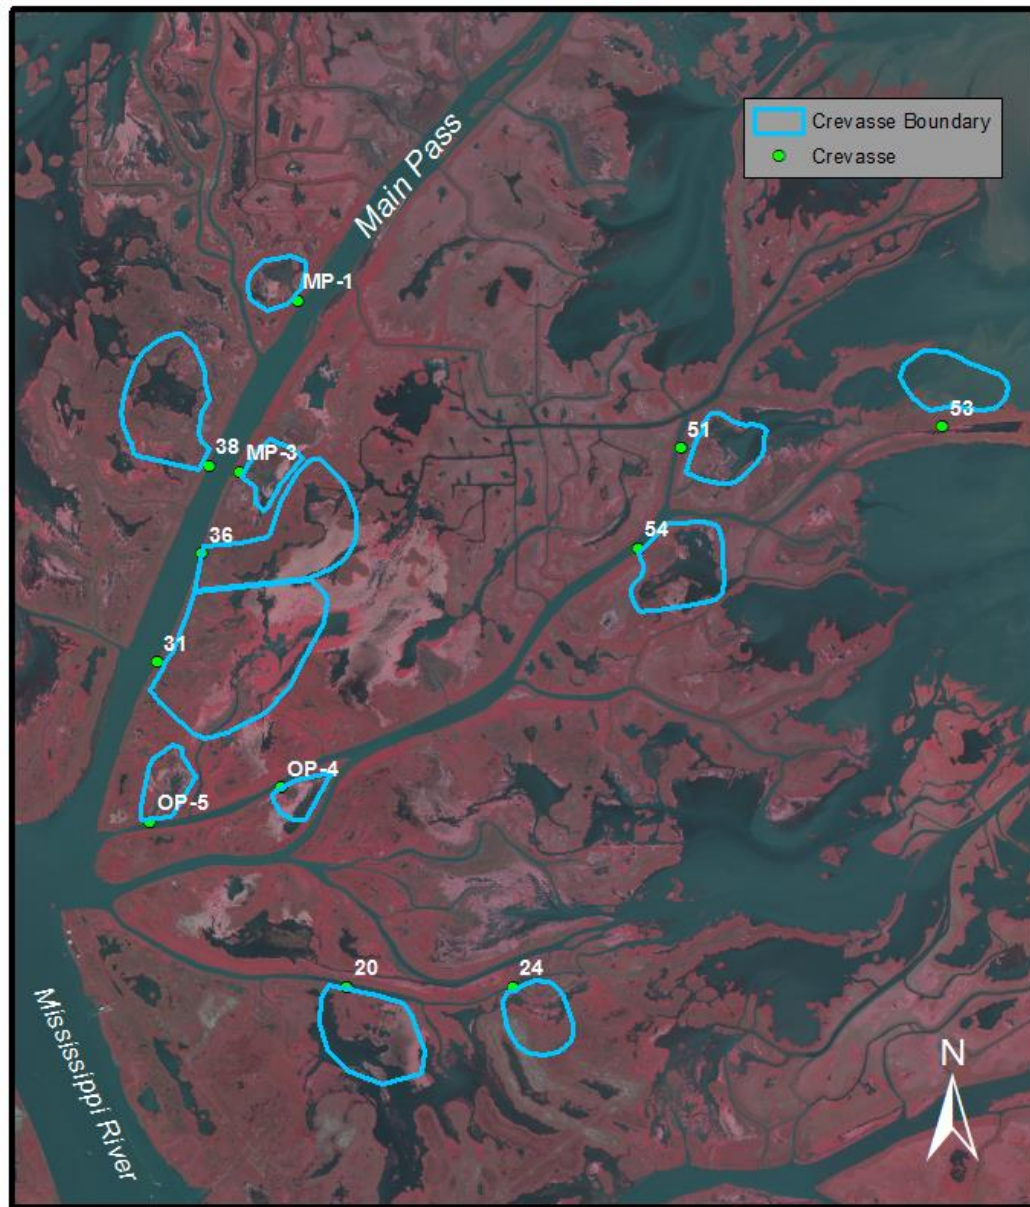 Crevasse Boundary
Crevasse
Main Pass
MP-1
53
51
38
MP-3
36
54
31
OP-4
OP-5
20
24
Mississippi River
N